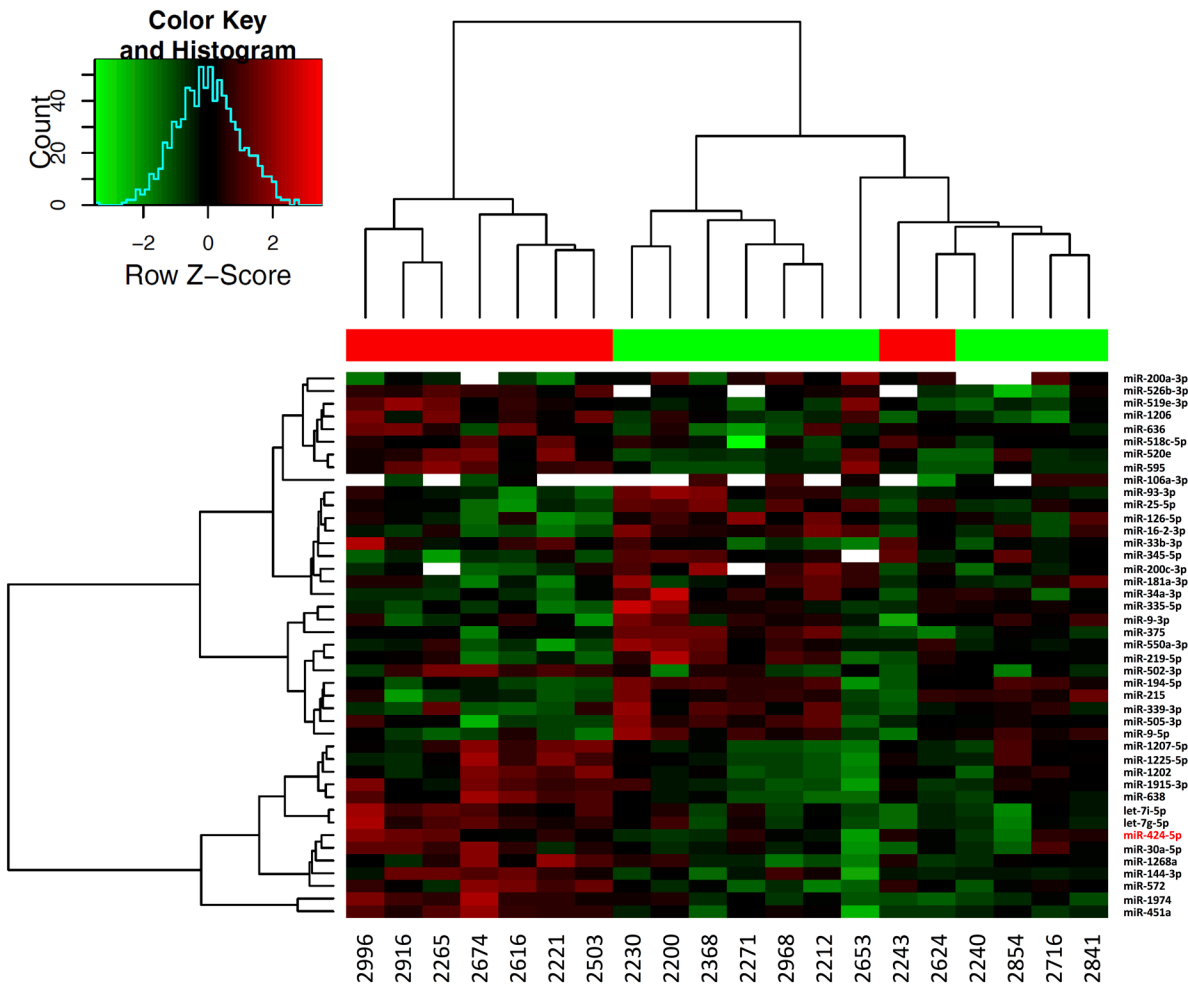 Color Key
and Histogram
Count
0
20
40
−2
0
2
Row Z−Score
miR-200a-3p
miR-526b-3p
miR-519e-3p
miR-1206
miR-636
miR-518c-5p
miR-520e
miR-595
miR-106a-3p
miR-93-3p
miR-25-5p
miR-126-5p
miR-16-2-3p
miR-33b-3p
miR-345-5p
miR-200c-3p
miR-181a-3p
miR-34a-3p
miR-335-5p
miR-9-3p
miR-375
miR-550a-3p
miR-219-5p
miR-502-3p
miR-194-5p
miR-215
miR-339-3p
miR-505-3p
miR-9-5p
miR-1207-5p
miR-1225-5p
miR-1202
miR-1915-3p
miR-638
let-7i-5p
let-7g-5p
miR-424-5p
miR-30a-5p
miR-1268a
miR-144-3p
miR-572
miR-1974
miR-451a
2996
2916
2265
2674
2616
2221
2503
2230
2200
2368
2271
2968
2212
2653
2243
2624
2240
2854
2716
2841